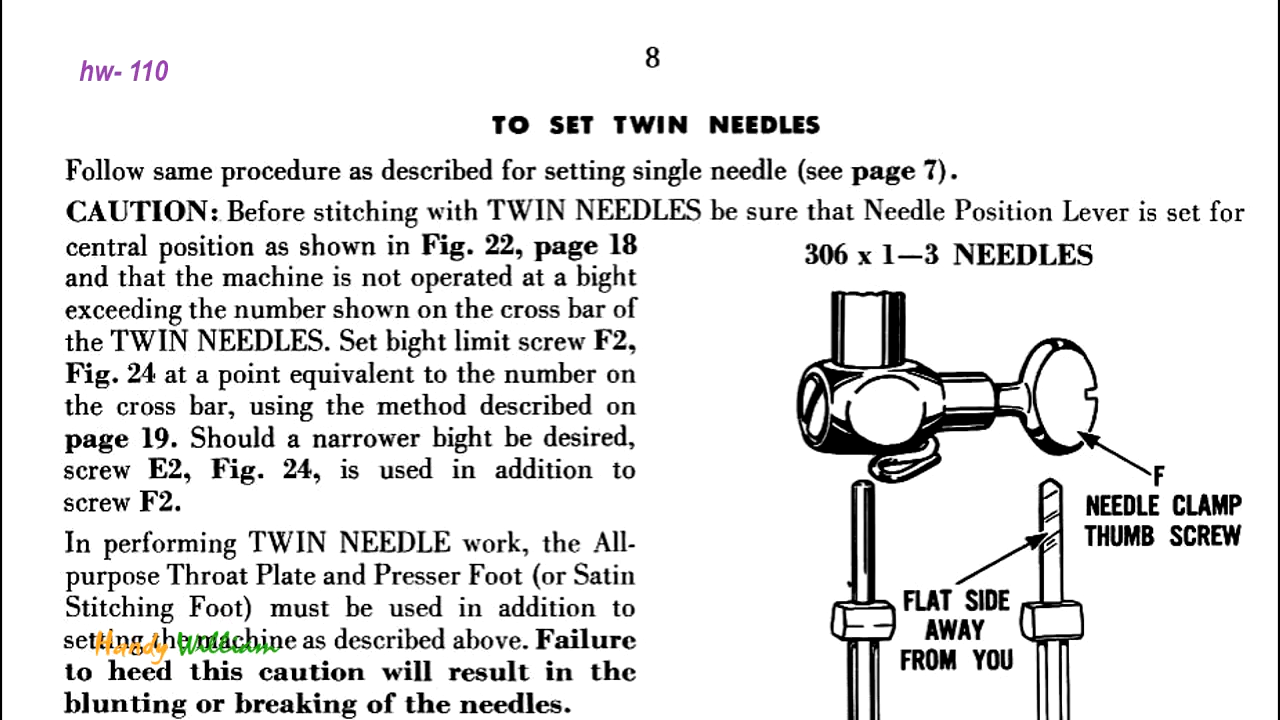 hw- 110
8
TO SET TWIN NEEDLES
Follow same procedure as described for setting single needle (see page 7).
CAUTION: Before stitching with TWIN NEEDLES be sure that Needle Position Lever is set for
central position as shown in Fig. 22, page 18
and that the machine is not operated at a bight
exceeding the number shown on the cross bar of
the TWIN NEEDLES. Set bight limit screw F2,
Fig. 24 at a point equivalent to the number on
the cross bar, using the method described on
page 19. Should a narrower bight be desired,
screw E2, Fig. 24, is used in addition to
screw F2.
In performing TWIN NEEDLE work, the All-
purpose Throat Plate and Presser Foot (or Satin
Stitching Foot) must be used in addition to
setting the machine as described above. Failure
to heed this caution will result in the
blunting or breaking of the needles.
Handy William
306 x 1—3 NEEDLES
F
NEEDLE CLAMP
THUMB SCREW
FLAT SIDE
AWAY
FROM YOU